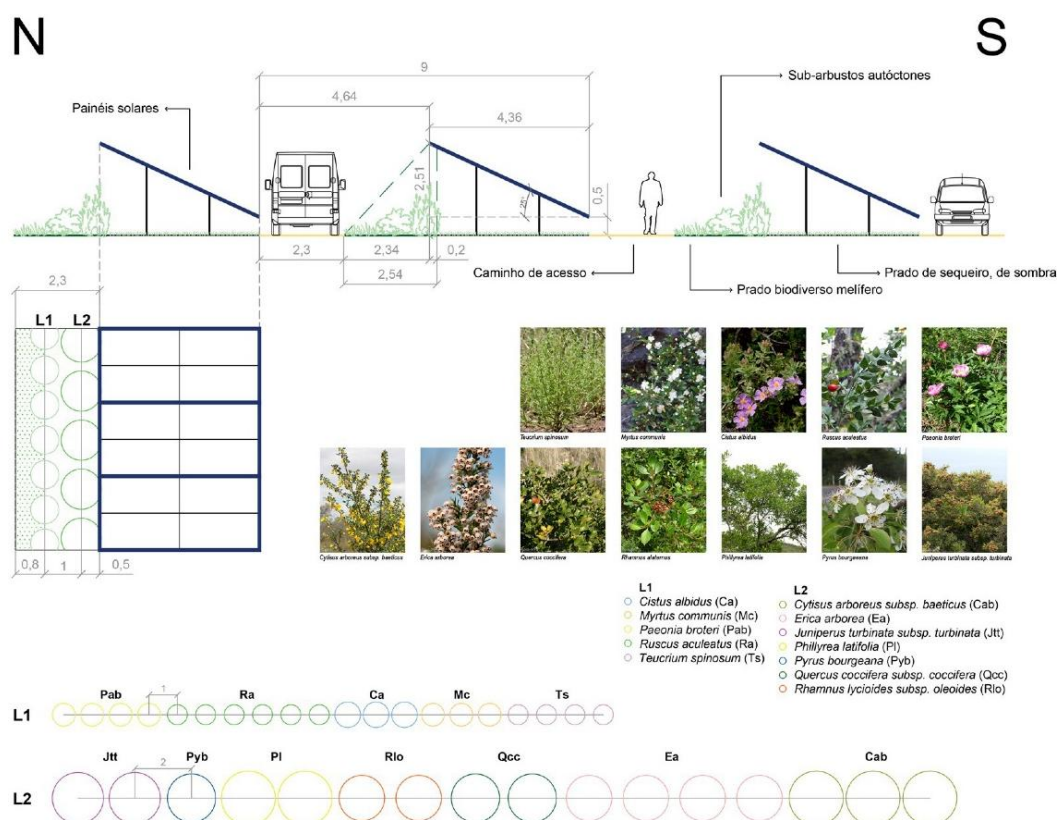 N
S
9
Sub-arbustos autóctones
Painéis solares
4,64
4,36
2,51
25°
0,5
2,3
2,34
0,2
2,54
Caminho de acesso
Prado de sequeiro, de sombra
Prado biodiverso melífero
2,3
L1 L2
0,8 1 0,5
Teucrium spinosum
Myrtus communis
Cistus albidus
Ruscus aculeatus
Paeonia broteri
Cytisus arboreus subsp. baeticus
Erica arborea
Quercus coccifera
Rhamnus alaternus
Phillyrea latifolia
Pyrus bourgeana
Juniperus turbinata subsp. turbinata
L1
Cistus albidus (Ca)
Myrtus communis (Mc)
Paeonia broteri (Pab)
Ruscus aculeatus (Ra)
Teucrium spinosum (Ts)
L2
Cytisus arboreus subsp. baeticus (Cab)
Erica arborea (Ea)
Juniperus turbinata subsp. turbinata (Jtt)
Phillyrea latifolia (Pl)
Pyrus bourgeana (Pyb)
Quercus coccifera subsp. coccifera (Qcc)
Rhamnus lycioides subsp. oleoides (Rlo)
Pab 1 Ra Ca Mc Ts
L1
Jtt 2 Pyb Pl Rlo Qcc Ea Cab
L2